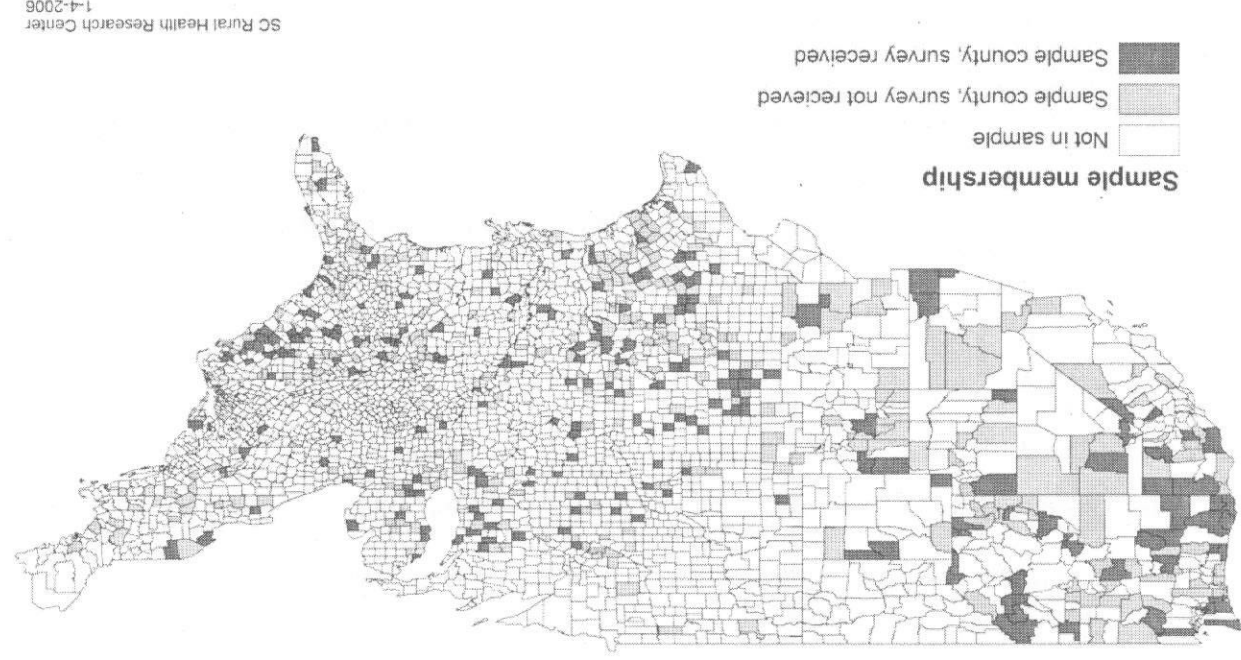 Sample membership
Not in sample
Sample county, survey not recieved
Sample county, survey received
SC Rural Health Research Center
1-4-2006